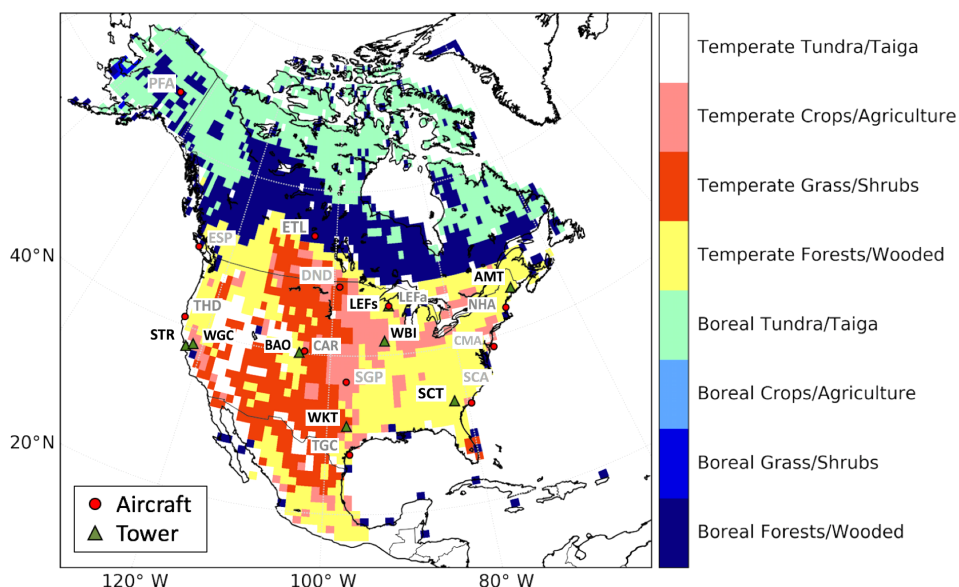 Temperate Tundra/Taiga
Temperate Crops/Agriculture
Temperate Grass/Shrubs
Temperate Forests/Wooded
Boreal Tundra/Taiga
Boreal Crops/Agriculture
Boreal Grass/Shrubs
Boreal Forests/Wooded
PFA
ESP
ETL
40°N
DND
AMT
LEFs
LEFa
NHA
THD
STR
WGC
BAO
CAR
WBI
CMA
SGP
SCA
SCT
WKT
TGC
20°N
Aircraft
Tower
120°W
100°W
80°W